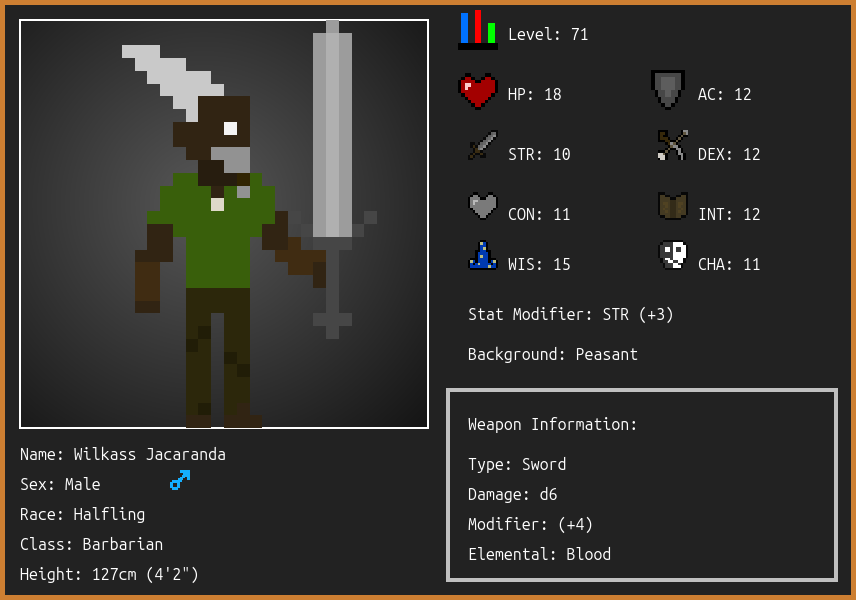 Level: 71
HP: 18
AC: 12
STR: 10
DEX: 12
CON: 11
INT: 12
WIS: 15
CHA: 11
Stat Modifier: STR (+3)
Background: Peasant
Weapon Information:
Type: Sword
Damage: d6
Modifier: (+4)
Elemental: Blood
Name: Wilkass Jacaranda
Sex: Male
Race: Halfling
Class: Barbarian
Height: 127cm (4'2")